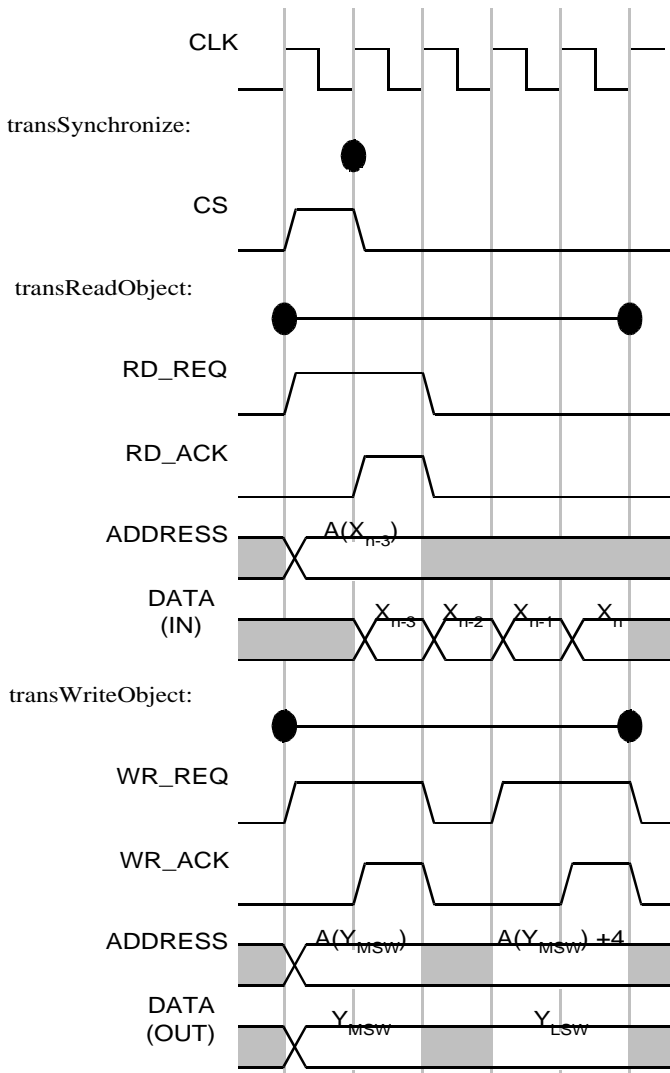 CLK
transSynchronize:
CS
transReadObject:
RD_REQ
RD_ACK
ADDRESS A(Xn-3)
DATA
(IN) Xn-3 Xn-2 Xn-1 Xn
transWriteObject:
WR_REQ
WR_ACK
ADDRESS A(YMSW) A(YMSW) +4
DATA
(OUT) YMSW YLSW